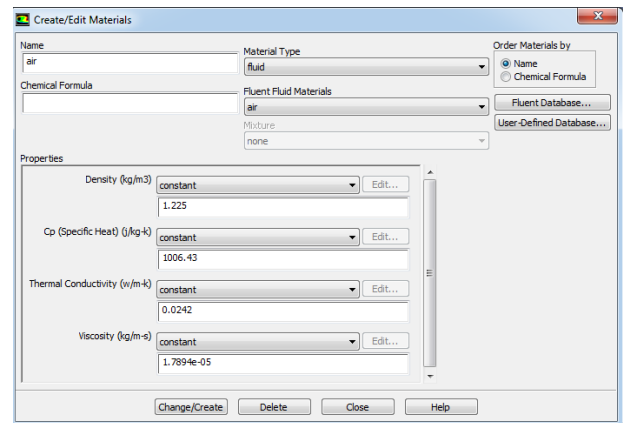 Create/Edit Materials
Name
air
Material Type
fluid
Order Materials by
Name
Chemical Formula
Chemical Formula
Fluent Fluid Materials
air
Fluent Database...
User-Defined Database...
Mixture
none
Properties
Density (kg/m3)
constant
Edit...
1.225
Cp (Specific Heat) (j/kg-k)
constant
Edit...
1006.43
Thermal Conductivity (w/m-k)
constant
Edit...
0.0242
Viscosity (kg/m-s)
constant
Edit...
1.7894e-05
Change/Create
Delete
Close
Help